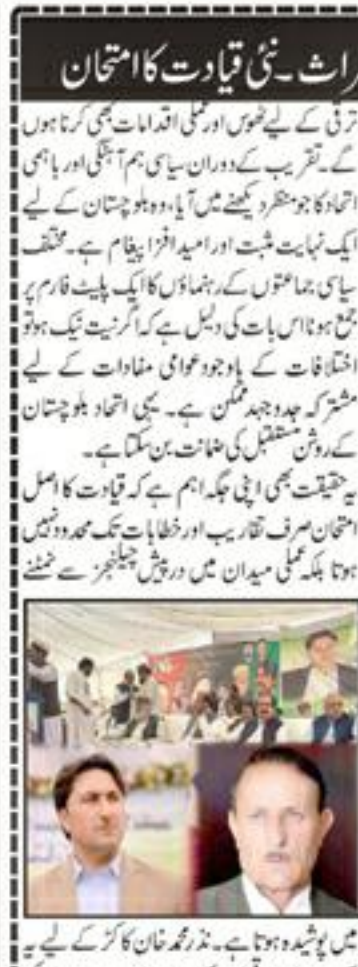 راث۔نئی قیادت کا امتحان
ترقی کے لیے ٹھوس اور عملی اقدامات بھی کرنا ہوں
گے۔ تقریب کے دوران سیاسی ہم آہنگی اور باہمی
اتحاد کا جو منظر دیکھنے میں آیا، وہ بلوچستان کے لیے
ایک نہایت مثبت اور امید افزا پیغام ہے۔ مختلف
سیاسی جماعتوں کے رہنماؤں کا ایک پلیٹ فارم پر
جمع ہونا اس بات کی دلیل ہے کہ اگر نیت نیک ہو تو
اختلافات کے باوجود عوامی مفادات کے لیے
مشترکہ جدوجہد ممکن ہے۔ یہی اتحاد بلوچستان
کے روشن مستقبل کی ضمانت بن سکتا ہے۔
یہ حقیقت بھی اپنی جگہ اہم ہے کہ قیادت کا اصل
امتحان صرف تقاریب اور خطابات تک محدود نہیں
ہوتا بلکہ عملی میدان میں درپیش چیلنجز سے نمٹنے
میں پوشیدہ ہوتا ہے۔ نذر محمد خان کاکڑ کے لیے یہ